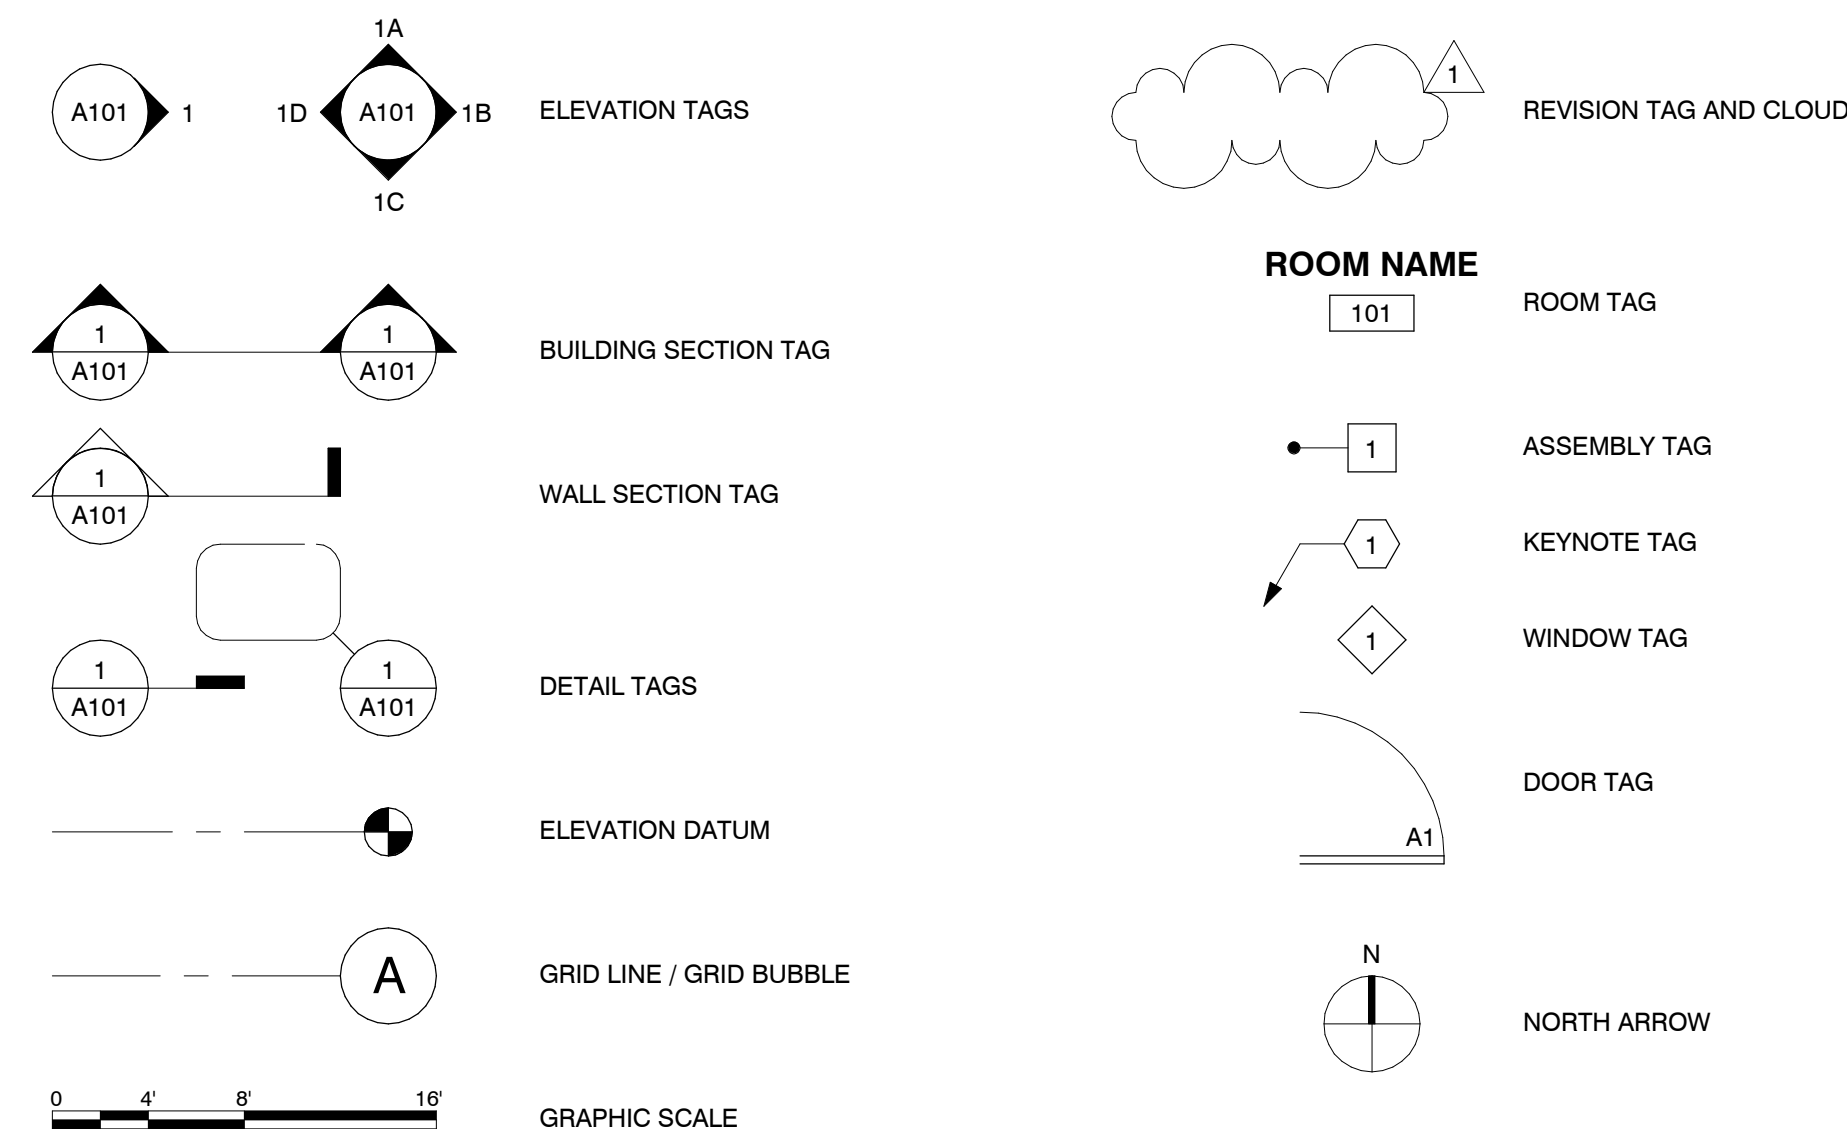 1A
A101 1
1D A101 1B
ELEVATION TAGS
1C
1 1
A101 A101
BUILDING SECTION TAG
1
A101
WALL SECTION TAG
1 1
A101 A101
DETAIL TAGS
ELEVATION DATUM
A
GRID LINE / GRID BUBBLE
0 4' 8' 16'
GRAPHIC SCALE
1
REVISION TAG AND CLOUD
ROOM NAME
101
ROOM TAG
1
ASSEMBLY TAG
1
KEYNOTE TAG
1
WINDOW TAG
DOOR TAG
A1
N
NORTH ARROW